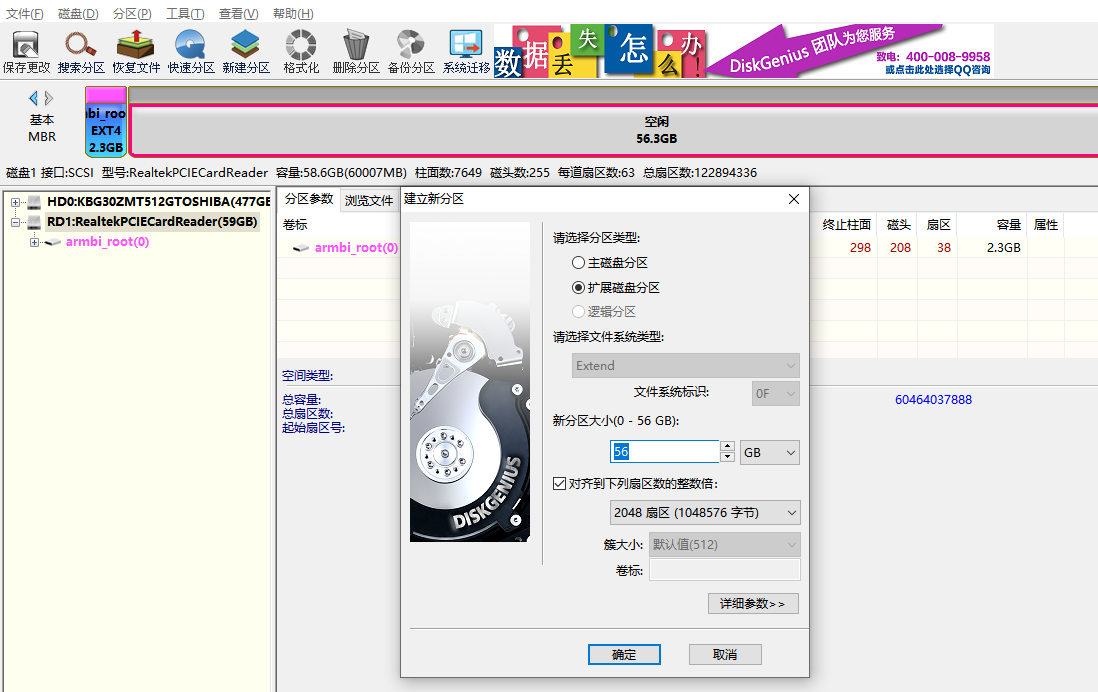 文件(F) 磁盘(D) 分区(P) 工具(T) 查看(V) 帮助(H)
保存更改 搜索分区 恢复文件 快速分区 新建分区 格式化 删除分区 备份分区 系统迁移
数据丢失怎么办!
DiskGenius 团队为您服务
致电: 400-008-9958
或点击此处选择QQ咨询
基本
MBR
bi_roo
EXT4
2.3GB
空闲
56.3GB
磁盘1 接口:SCSI 型号:RealtekPCIECardReader 容量:58.6GB(60007MB) 柱面数:7649 磁头数:255 每道扇区数:63 总扇区数:122894336
HD0:KBG30ZMT512GTOSHIBA(477GB
RD1:RealtekPCIECardReader(59GB)
armbi_root(0)
分区参数 浏览文件
卷标 终止柱面 磁头 扇区 容量 属性
armbi_root(0) 298 208 38 2.3GB
空间类型:
总容量: 60464037888
总扇区数:
起始扇区号:
建立新分区
请选择分区类型:
主磁盘分区
扩展磁盘分区
逻辑分区
请选择文件系统类型:
Extend
文件系统标识: 0F
新分区大小(0 - 56 GB):
56 GB
对齐到下列扇区数的整数倍:
2048 扇区 (1048576 字节)
簇大小: 默认值(512)
卷标:
详细参数>>
确定 取消
DISKGENIUS